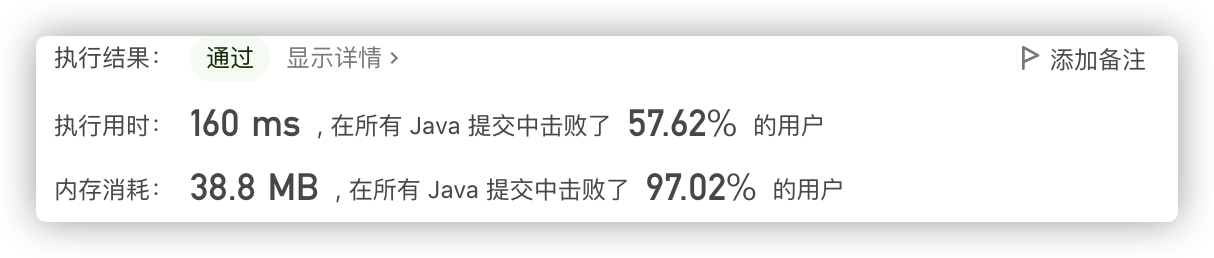 执行结果： 通过 显示详情 > 添加备注
执行用时： 160 ms , 在所有 Java 提交中击败了 57.62% 的用户
内存消耗： 38.8 MB , 在所有 Java 提交中击败了 97.02% 的用户